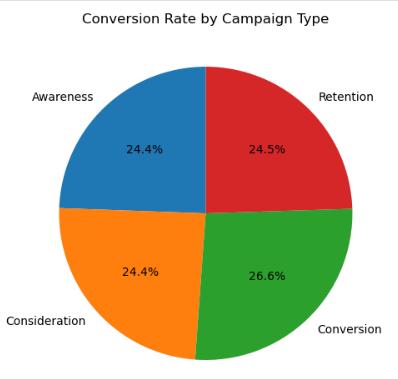 Conversion Rate by Campaign Type
Awareness
Retention
24.4%
24.5%
24.4%
26.6%
Consideration
Conversion